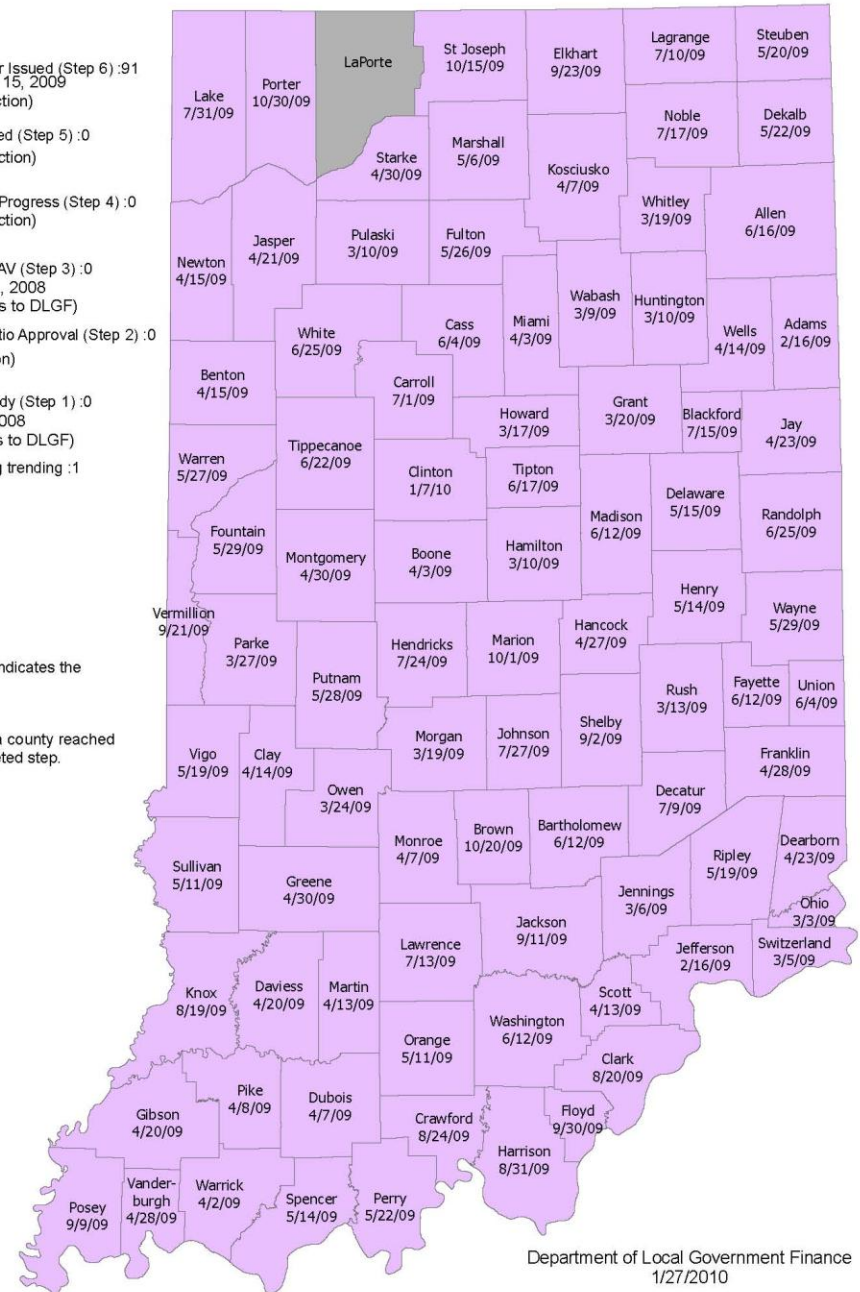 r Issued (Step 6) :91
15, 2009
ction)
ed (Step 5) :0
ction)
Progress (Step 4) :0
ction)
AV (Step 3) :0
, 2008
s to DLGF)
tio Approval (Step 2) :0
on)
dy (Step 1) :0
008
s to DLGF)
g trending :1
ndicates the
a county reached
eted step.
LaPorte
St Joseph
10/15/09
Elkhart
9/23/09
Lagrange
7/10/09
Steuben
5/20/09
Lake
7/31/09
Porter
10/30/09
Noble
7/17/09
Dekalb
5/22/09
Starke
4/30/09
Marshall
5/6/09
Kosciusko
4/7/09
Whitley
3/19/09
Allen
6/16/09
Newton
4/15/09
Jasper
4/21/09
Pulaski
3/10/09
Fulton
5/26/09
White
6/25/09
Cass
6/4/09
Miami
4/3/09
Wabash
3/9/09
Huntington
3/10/09
Wells
4/14/09
Adams
2/16/09
Benton
4/15/09
Carroll
7/1/09
Howard
3/17/09
Grant
3/20/09
Blackford
7/15/09
Jay
4/23/09
Warren
5/27/09
Tippecanoe
6/22/09
Clinton
1/7/10
Tipton
6/17/09
Madison
6/12/09
Delaware
5/15/09
Randolph
6/25/09
Fountain
5/29/09
Montgomery
4/30/09
Boone
4/3/09
Hamilton
3/10/09
Henry
5/14/09
Wayne
5/29/09
Vermillion
9/21/09
Parke
3/27/09
Putnam
5/28/09
Hendricks
7/24/09
Marion
10/1/09
Hancock
4/27/09
Rush
3/13/09
Fayette
6/12/09
Union
6/4/09
Vigo
5/19/09
Clay
4/14/09
Owen
3/24/09
Morgan
3/19/09
Johnson
7/27/09
Shelby
9/2/09
Franklin
4/28/09
Decatur
7/9/09
Sullivan
5/11/09
Greene
4/30/09
Monroe
4/7/09
Brown
10/20/09
Bartholomew
6/12/09
Jennings
3/6/09
Ripley
5/19/09
Dearborn
4/23/09
Ohio
3/3/09
Knox
8/19/09
Daviess
4/20/09
Martin
4/13/09
Lawrence
7/13/09
Jackson
9/11/09
Jefferson
2/16/09
Switzerland
3/5/09
Orange
5/11/09
Washington
6/12/09
Scott
4/13/09
Clark
8/20/09
Gibson
4/20/09
Pike
4/8/09
Dubois
4/7/09
Crawford
8/24/09
Floyd
9/30/09
Harrison
8/31/09
Posey
9/9/09
Vander-
burgh
4/28/09
Warrick
4/2/09
Spencer
5/14/09
Perry
5/22/09
Department of Local Government Finance
1/27/2010